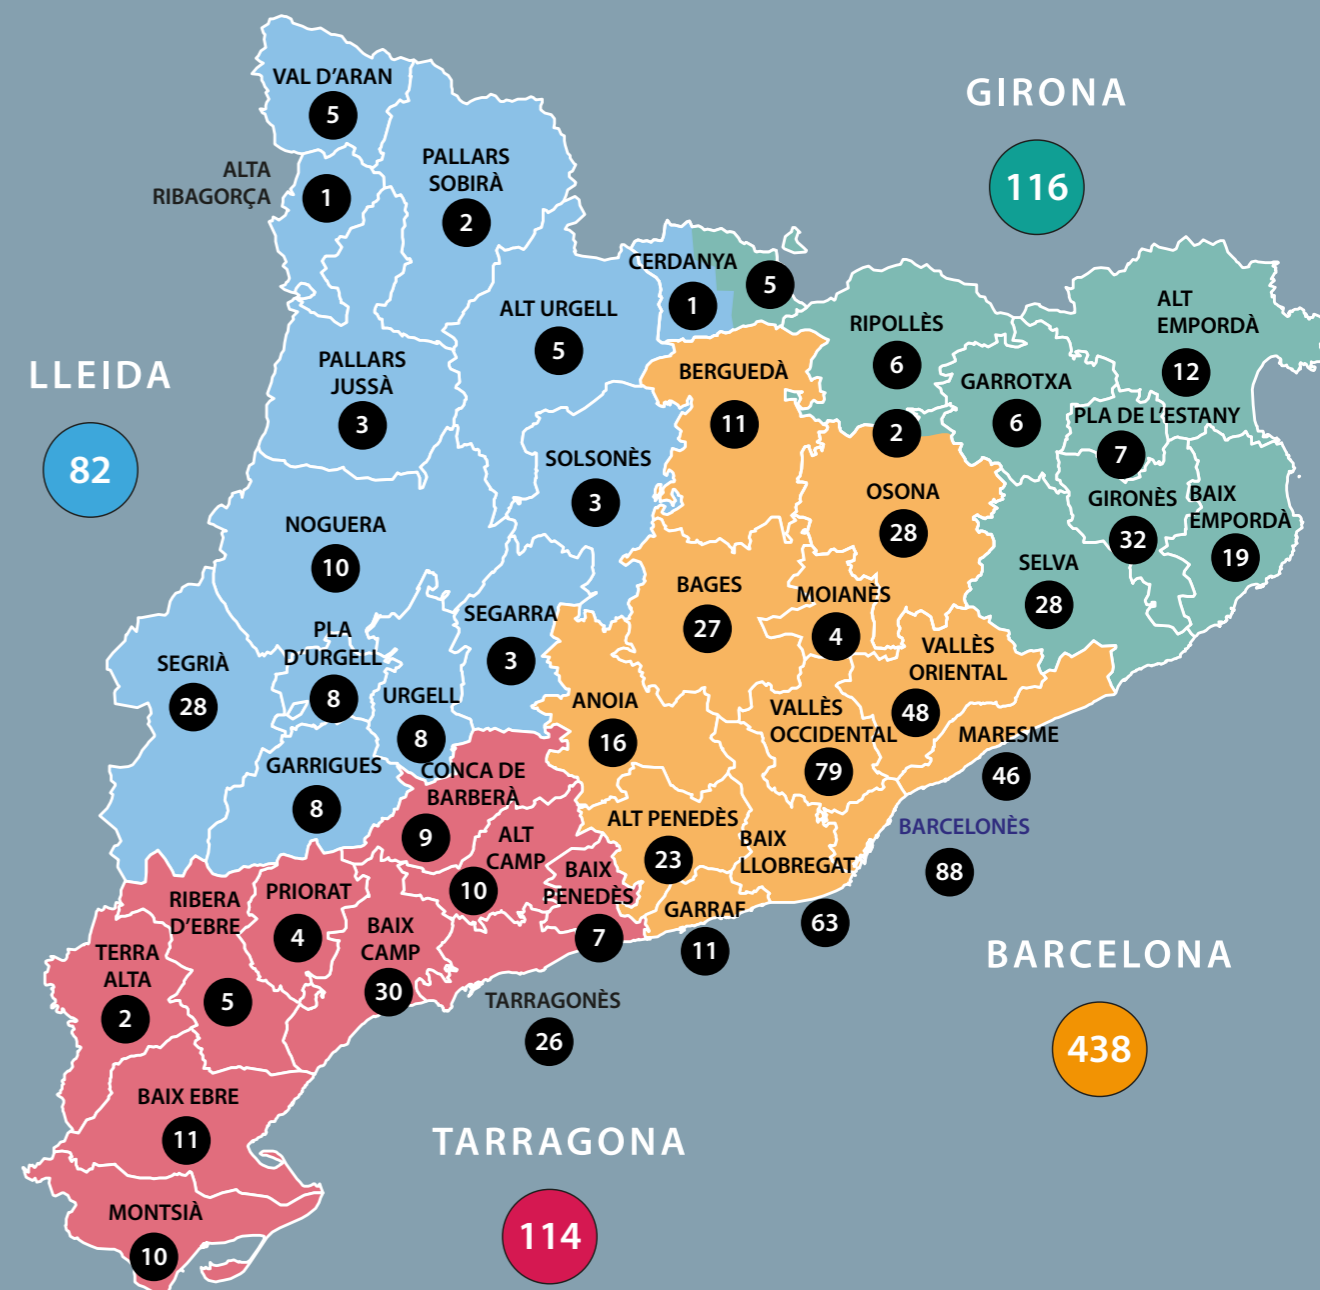 VAL D'ARAN
5
GIRONA
116
ALTA
RIBAGORÇA
1
PALLARS
SOBIRÀ
2
CERDANYA
1
5
ALT URGELL
5
RIPOLLÈS
6
2
ALT
EMPORDÀ
12
LLEIDA
82
PALLARS
JUSSÀ
3
BERGUEDÀ
11
GARROTXA
6
PLA DE L'ESTANY
7
SOLSONÈS
3
OSONA
28
GIRONÈS
32
BAIX
EMPORDÀ
19
NOGUERA
10
BAGES
27
MOIANÈS
4
SELVA
28
SEGARRA
3
PLA
D'URGELL
8
SEGRIÀ
28
URGELL
8
ANOIA
16
VALLÈS
ORIENTAL
48
VALLÈS
OCCIDENTAL
79
MARESME
46
GARRIGUES
8
CONCA DE
BARBERÀ
9
ALT PENEDÈS
23
BAIX
LLOBREGAT
63
BARCELONÈS
88
ALT
CAMP
10
BAIX
PENEDÈS
7
GARRAF
11
RIBERA
D'EBRE
5
PRIORAT
4
BAIX
CAMP
30
TERRA
ALTA
2
TARRAGONÈS
26
BARCELONA
438
BAIX EBRE
11
TARRAGONA
114
MONTSIÀ
10